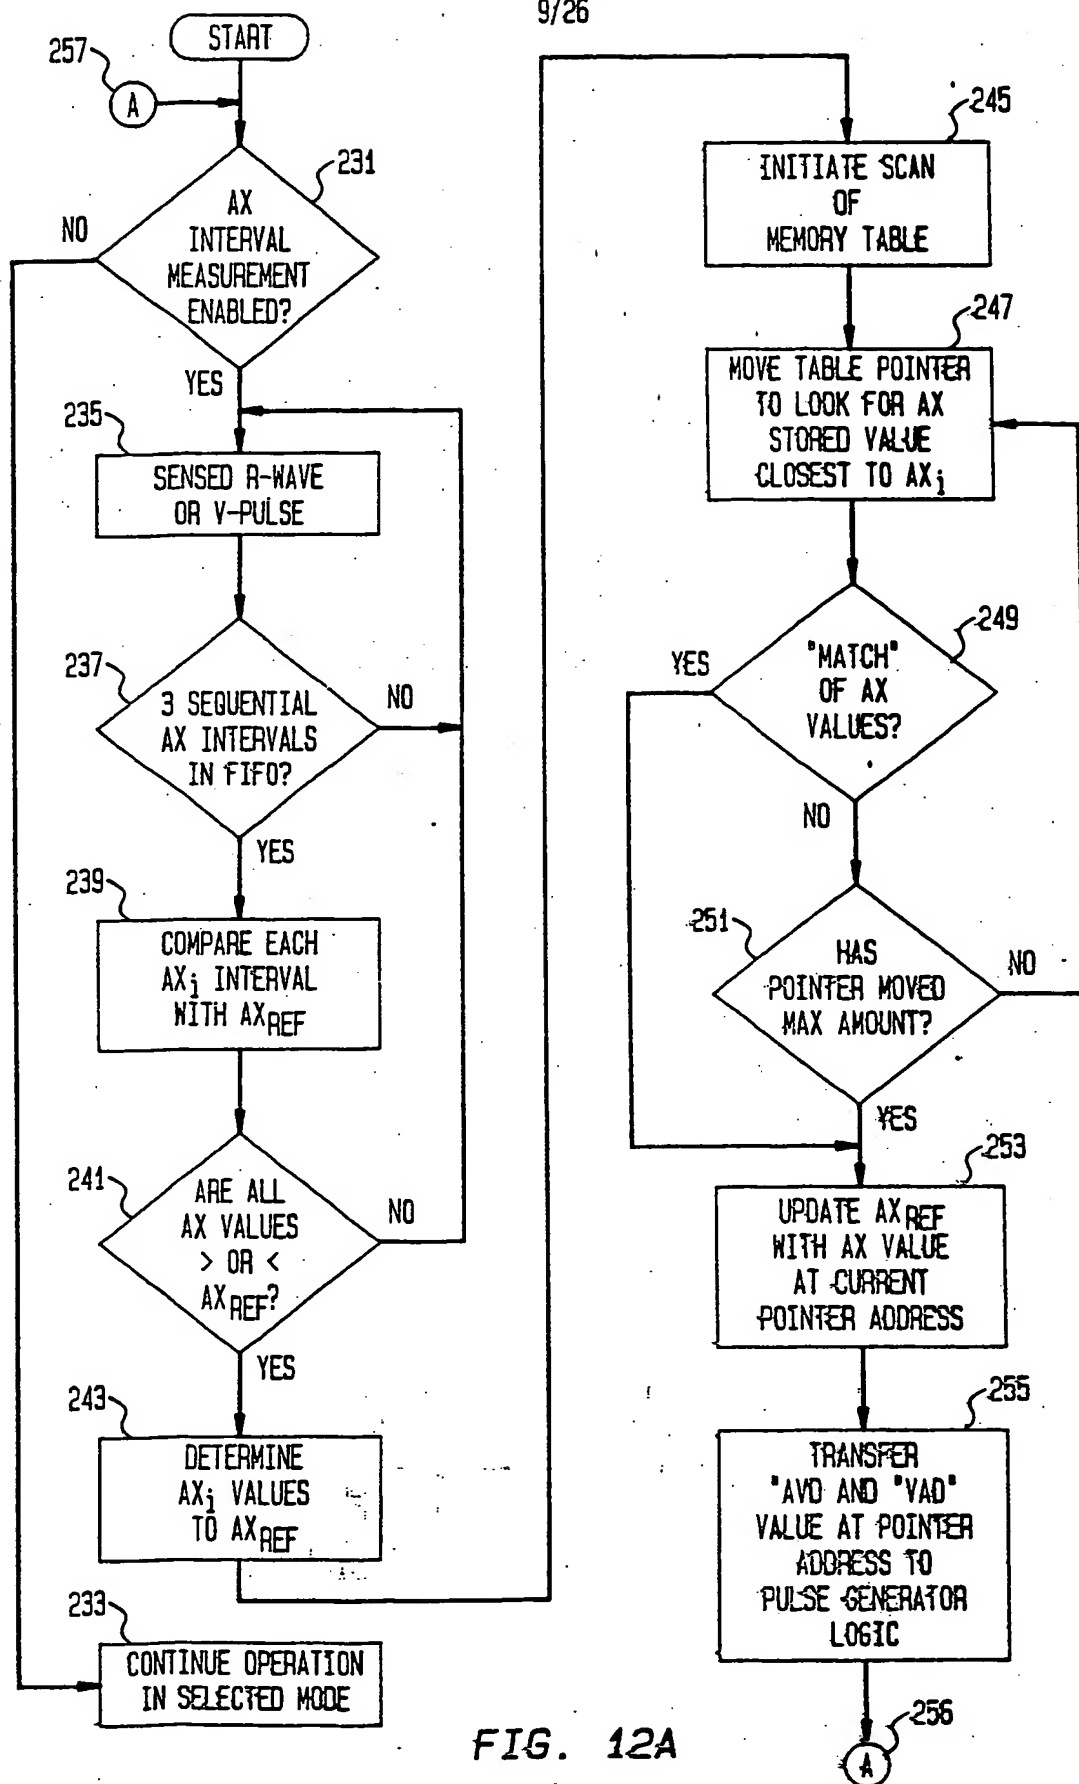 9/26
START
257
A
231
AX
INTERVAL
MEASUREMENT
ENABLED?
NO
YES
235
SENSED R-WAVE
OR V-PULSE
237
3 SEQUENTIAL
AX INTERVALS
IN FIFO?
NO
YES
239
COMPARE EACH
AXi INTERVAL
WITH AXREF
241
ARE ALL
AX VALUES
> OR <
AXREF?
NO
YES
243
DETERMINE
AXi VALUES
TO AXREF
233
CONTINUE OPERATION
IN SELECTED MODE
245
INITIATE SCAN
OF
MEMORY TABLE
247
MOVE TABLE POINTER
TO LOOK FOR AX
STORED VALUE
CLOSEST TO AXi
249
"MATCH"
OF AX
VALUES?
YES
NO
251
HAS
POINTER MOVED
MAX AMOUNT?
NO
YES
253
UPDATE AXREF
WITH AX VALUE
AT CURRENT
POINTER ADDRESS
255
TRANSFER
"AVD AND "VAD"
VALUE AT POINTER
ADDRESS TO
PULSE GENERATOR
LOGIC
256
A
FIG. 12A